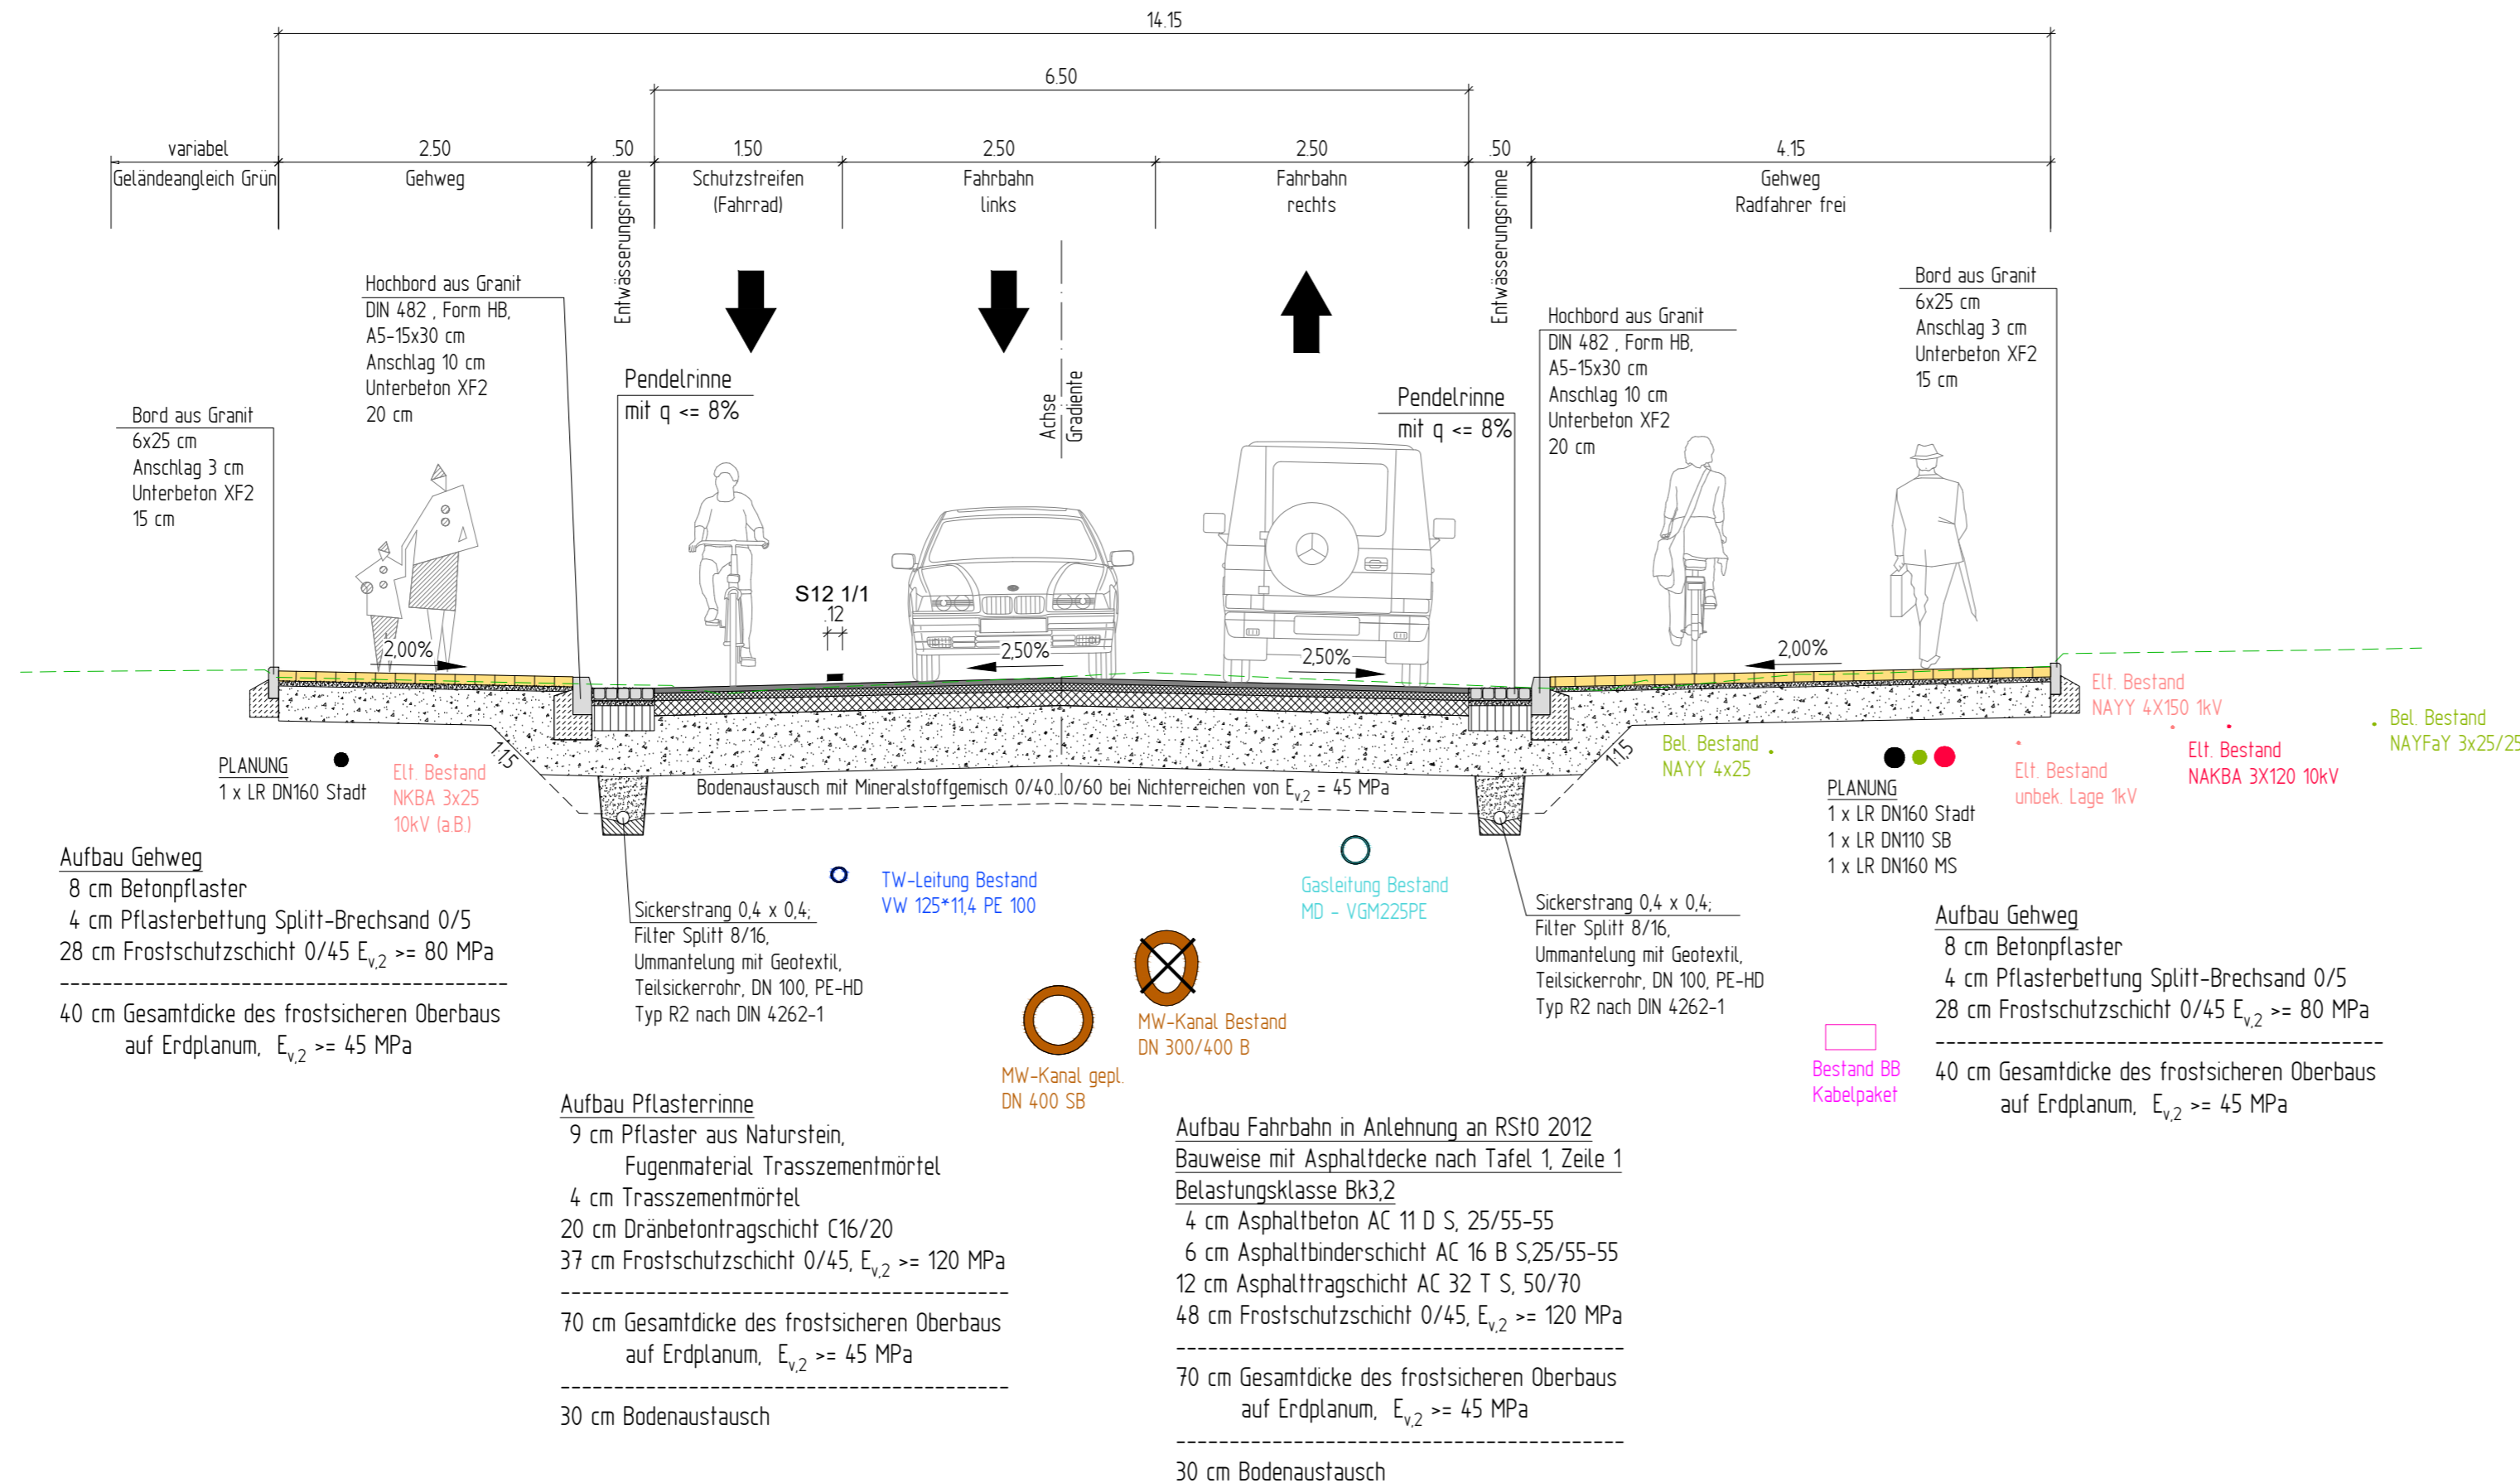 14.15
6.50
variabel
2.50
.50
1.50
2.50
2.50
.50
4.15
Geländeangleich Grün
Gehweg
Entwässerungsrinne
Schutzstreifen
(Fahrrad)
Fahrbahn
links
Fahrbahn
rechts
Entwässerungsrinne
Gehweg
Radfahrer frei
Bord aus Granit
6x25 cm
Anschlag 3 cm
Unterbeton XF2
15 cm
Hochbord aus Granit
DIN 482 , Form HB,
A5-15x30 cm
Anschlag 10 cm
Unterbeton XF2
20 cm
Pendelrinne
mit q <= 8%
Achse
Gradiente
Pendelrinne
mit q <= 8%
Hochbord aus Granit
DIN 482 , Form HB,
A5-15x30 cm
Anschlag 10 cm
Unterbeton XF2
20 cm
Bord aus Granit
6x25 cm
Anschlag 3 cm
Unterbeton XF2
15 cm
S12 1/1
.12
2,00%
2,50%
2,50%
2,00%
1:1,5
1:1,5
Bodenaustausch mit Mineralstoffgemisch 0/40..0/60 bei Nichterreichen von Ev,2 = 45 MPa
PLANUNG
1 x LR DN160 Stadt
Elt. Bestand
NKBA 3x25
10kV (a.B.)
Bel. Bestand
NAYY 4x25
PLANUNG
1 x LR DN160 Stadt
1 x LR DN110 SB
1 x LR DN160 MS
Elt. Bestand
unbek. Lage 1kV
Elt. Bestand
NAYY 4X150 1kV
Elt. Bestand
NAKBA 3X120 10kV
Bel. Bestand
NAYFaY 3x25/25
Aufbau Gehweg
8 cm Betonpflaster
4 cm Pflasterbettung Splitt-Brechsand 0/5
28 cm Frostschutzschicht 0/45 Ev,2 >= 80 MPa
40 cm Gesamtdicke des frostsicheren Oberbaus
auf Erdplanum, Ev,2 >= 45 MPa
Sickerstrang 0,4 x 0,4;
Filter Splitt 8/16,
Ummantelung mit Geotextil,
Teilsickerrohr, DN 100, PE-HD
Typ R2 nach DIN 4262-1
TW-Leitung Bestand
VW 125*11,4 PE 100
MW-Kanal gepl.
DN 400 SB
MW-Kanal Bestand
DN 300/400 B
Gasleitung Bestand
MD - VGM225PE
Sickerstrang 0,4 x 0,4;
Filter Splitt 8/16,
Ummantelung mit Geotextil,
Teilsickerrohr, DN 100, PE-HD
Typ R2 nach DIN 4262-1
Bestand BB
Kabelpaket
Aufbau Gehweg
8 cm Betonpflaster
4 cm Pflasterbettung Splitt-Brechsand 0/5
28 cm Frostschutzschicht 0/45 Ev,2 >= 80 MPa
40 cm Gesamtdicke des frostsicheren Oberbaus
auf Erdplanum, Ev,2 >= 45 MPa
Aufbau Pflasterrinne
9 cm Pflaster aus Naturstein,
Fugenmaterial Trasszementmörtel
4 cm Trasszementmörtel
20 cm Dränbetontragschicht C16/20
37 cm Frostschutzschicht 0/45, Ev,2 >= 120 MPa
70 cm Gesamtdicke des frostsicheren Oberbaus
auf Erdplanum, Ev,2 >= 45 MPa
30 cm Bodenaustausch
Aufbau Fahrbahn in Anlehnung an RStO 2012
Bauweise mit Asphaltdecke nach Tafel 1, Zeile 1
Belastungsklasse Bk3,2
4 cm Asphaltbeton AC 11 D S, 25/55-55
6 cm Asphaltbinderschicht AC 16 B S,25/55-55
12 cm Asphalttragschicht AC 32 T S, 50/70
48 cm Frostschutzschicht 0/45, Ev,2 >= 120 MPa
70 cm Gesamtdicke des frostsicheren Oberbaus
auf Erdplanum, Ev,2 >= 45 MPa
30 cm Bodenaustausch